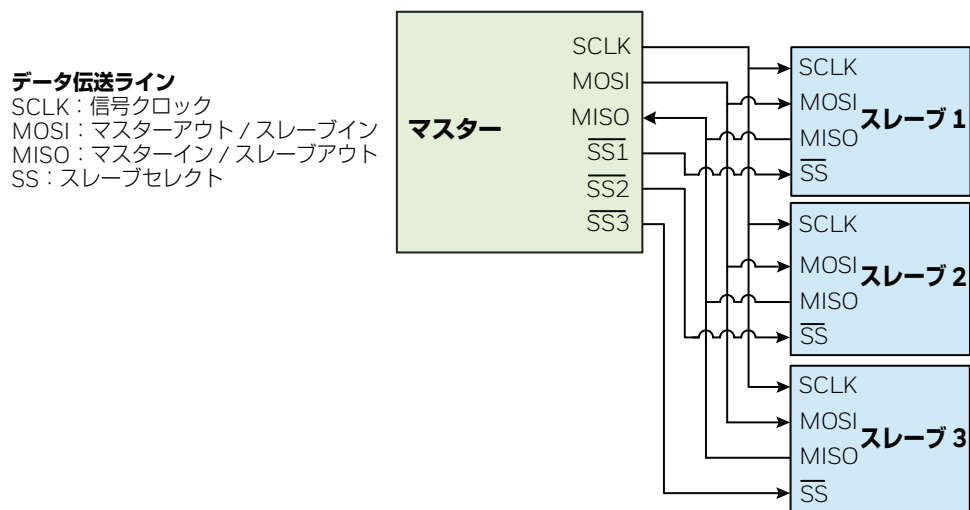 データ伝送ライン
SCLK：信号クロック
MOSI：マスターアウト / スレーブイン
MISO：マスターイン / スレーブアウト
SS：スレーブセレクト
マスター
SCLK
MOSI
MISO
SS1
SS2
SS3
SCLK
MOSI
スレーブ 1
MISO
SS
SCLK
MOSI
スレーブ 2
MISO
SS
SCLK
MOSI
スレーブ 3
MISO
SS